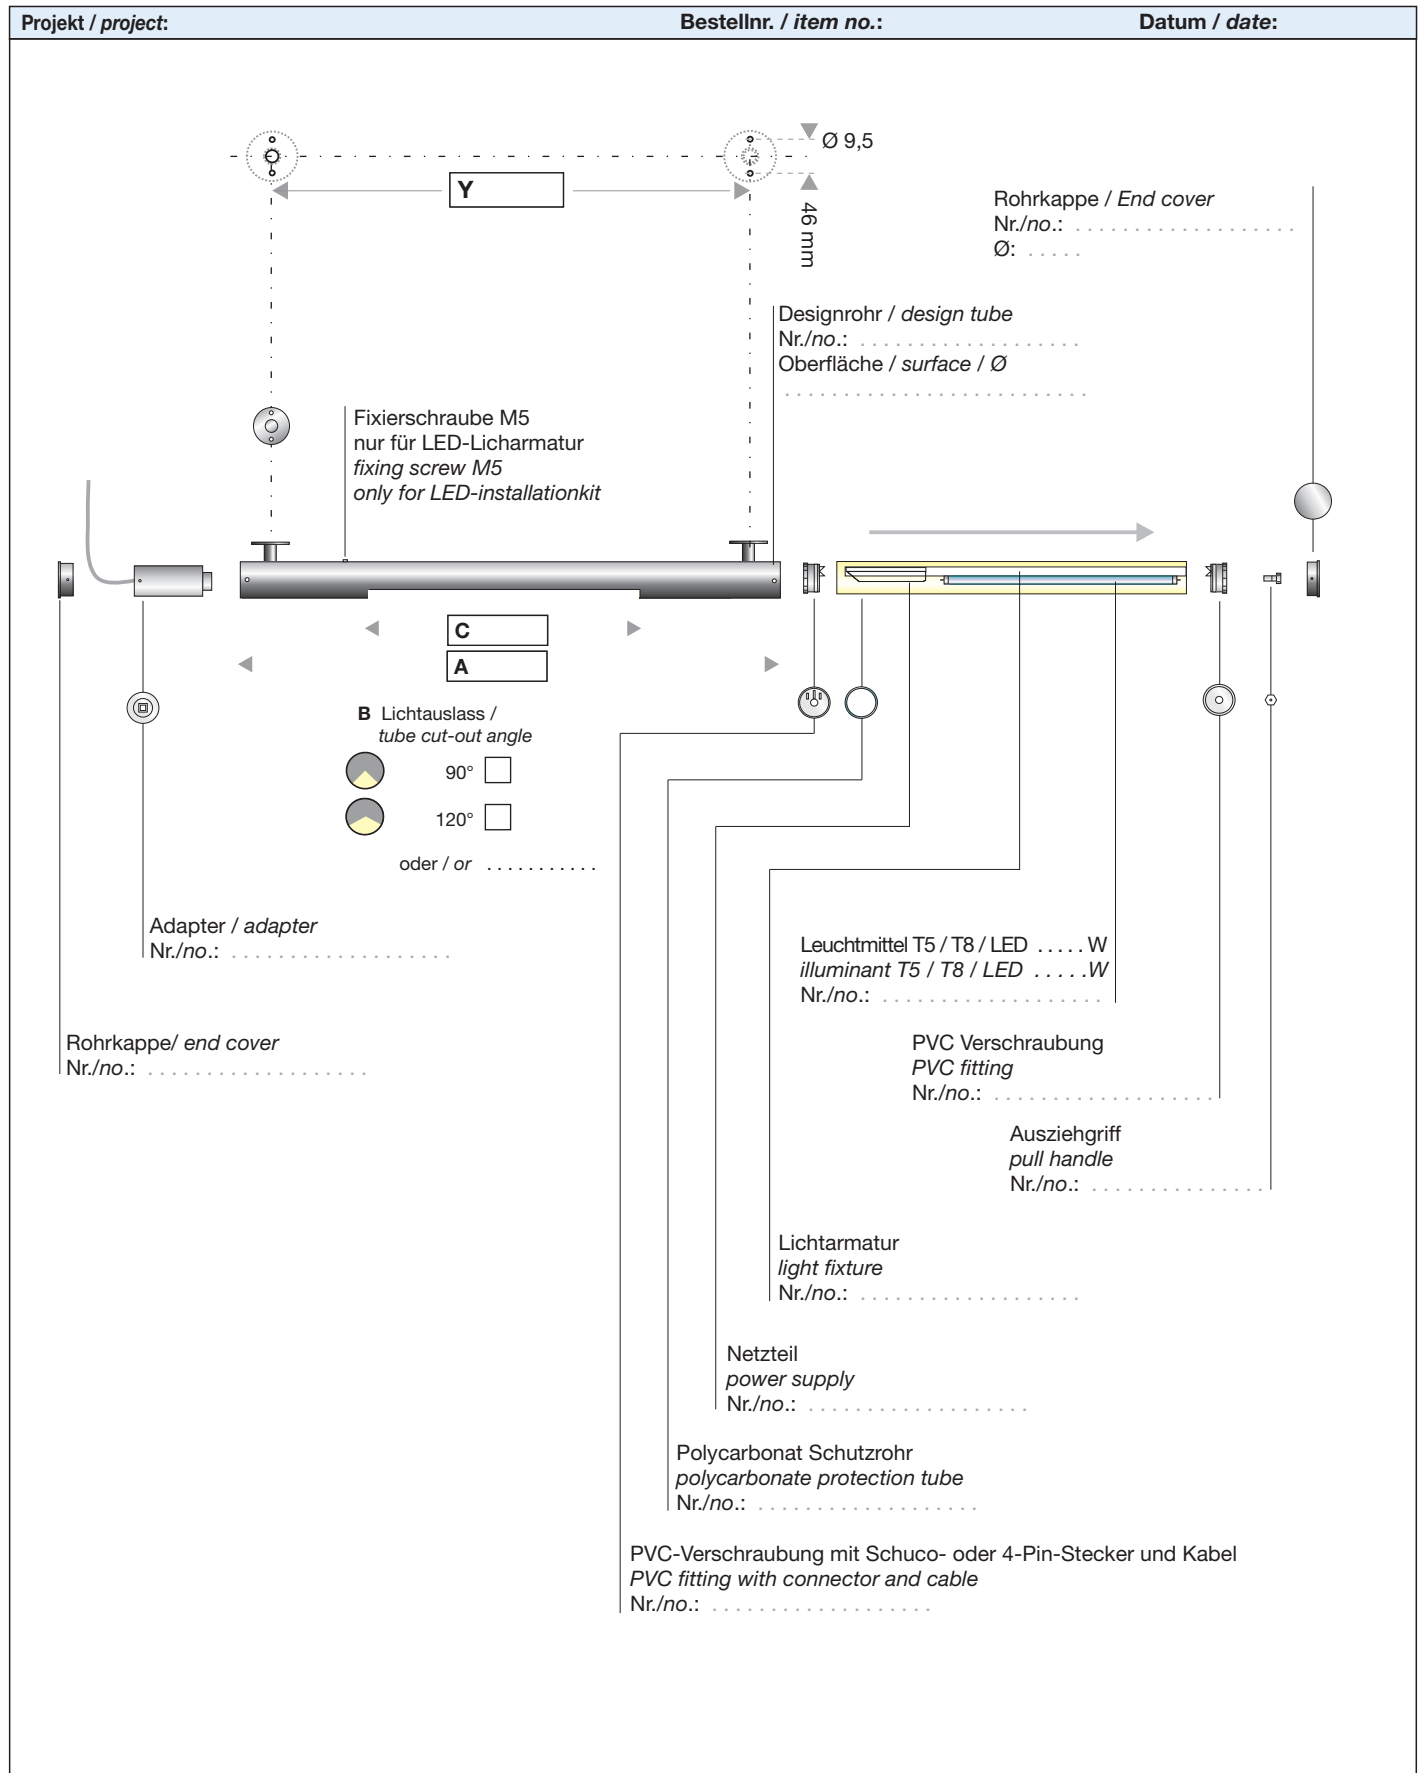 Projekt / project: Bestellnr. / item no.: Datum / date:
Ø 9,5
Y
46 mm
Rohrkappe / End cover
Nr./no.: . . . . . . . . . . . . . . . . . . .
Ø: . . . . .
Designrohr / design tube
Nr./no.: . . . . . . . . . . . . . . . . . . .
Oberfläche / surface / Ø
. . . . . . . . . . . . . . . . . . . . . . . . . .
Fixierschraube M5
nur für LED-Licharmatur
fixing screw M5
only for LED-installationkit
C
A
B Lichtauslass /
tube cut-out angle
90°
120°
oder / or . . . . . . . . . . .
Adapter / adapter
Nr./no.: . . . . . . . . . . . . . . . . . . .
Leuchtmittel T5 / T8 / LED . . . . . W
illuminant T5 / T8 / LED . . . . .W
Nr./no.: . . . . . . . . . . . . . . . . . . .
Rohrkappe/ end cover
Nr./no.: . . . . . . . . . . . . . . . . . . .
PVC Verschraubung
PVC fitting
Nr./no.: . . . . . . . . . . . . . . . . . . .
Ausziehgriff
pull handle
Nr./no.: . . . . . . . . . . . . . . .
Lichtarmatur
light fixture
Nr./no.: . . . . . . . . . . . . . . . . . . .
Netzteil
power supply
Nr./no.: . . . . . . . . . . . . . . . . . . .
Polycarbonat Schutzrohr
polycarbonate protection tube
Nr./no.: . . . . . . . . . . . . . . . . . . .
PVC-Verschraubung mit Schuco- oder 4-Pin-Stecker und Kabel
PVC fitting with connector and cable
Nr./no.: . . . . . . . . . . . . . . . . . . .